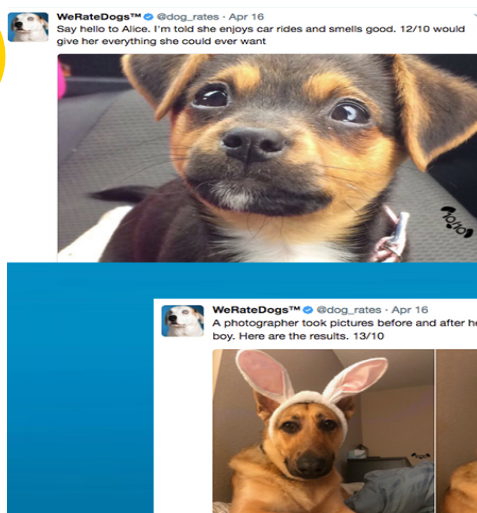 WeRateDogs™ @dog_rates · Apr 16
Say hello to Alice. I'm told she enjoys car rides and smells good. 12/10 would
give her everything she could ever want
10/10
WeRateDogs™ @dog_rates · Apr 16
A photographer took pictures before and after he
boy. Here are the results. 13/10